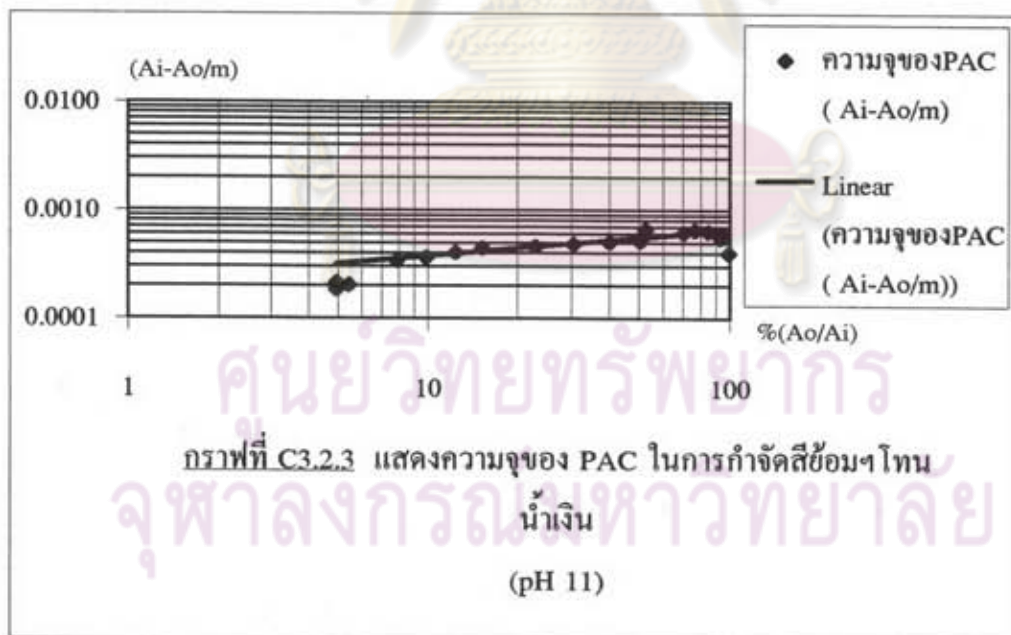 (Ai-Ao/m)
0.0100
0.0010
0.0001
1
10
100
%(Ao/Ai)
ความจุของPAC
( Ai-Ao/m)
Linear
(ความจุของPAC
( Ai-Ao/m))
กราฟที่ C3.2.3 แสดงความจุของ PAC ในการกำจัดสีย้อมฯโทน
น้ำเงิน
(pH 11)
ศูนย์วิทยทรัพยากร
จุฬาลงกรณ์มหาวิทยาลัย